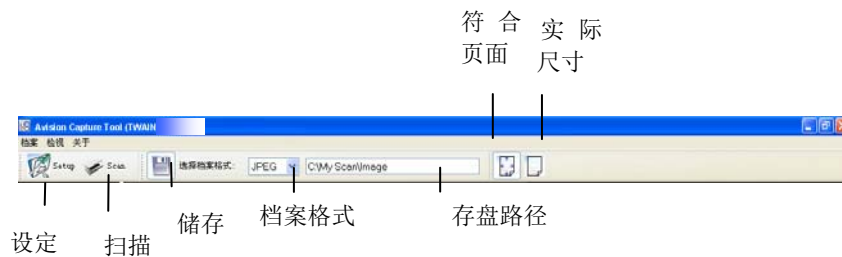 符 合
页面
实 际
尺寸
Avision Capture Tool (TWAIN
档案 检视 关于
Setup Scan 选择档案格式: JPEG C:\My Scan\Image
设定
扫描
储存
档案格式
存盘路径